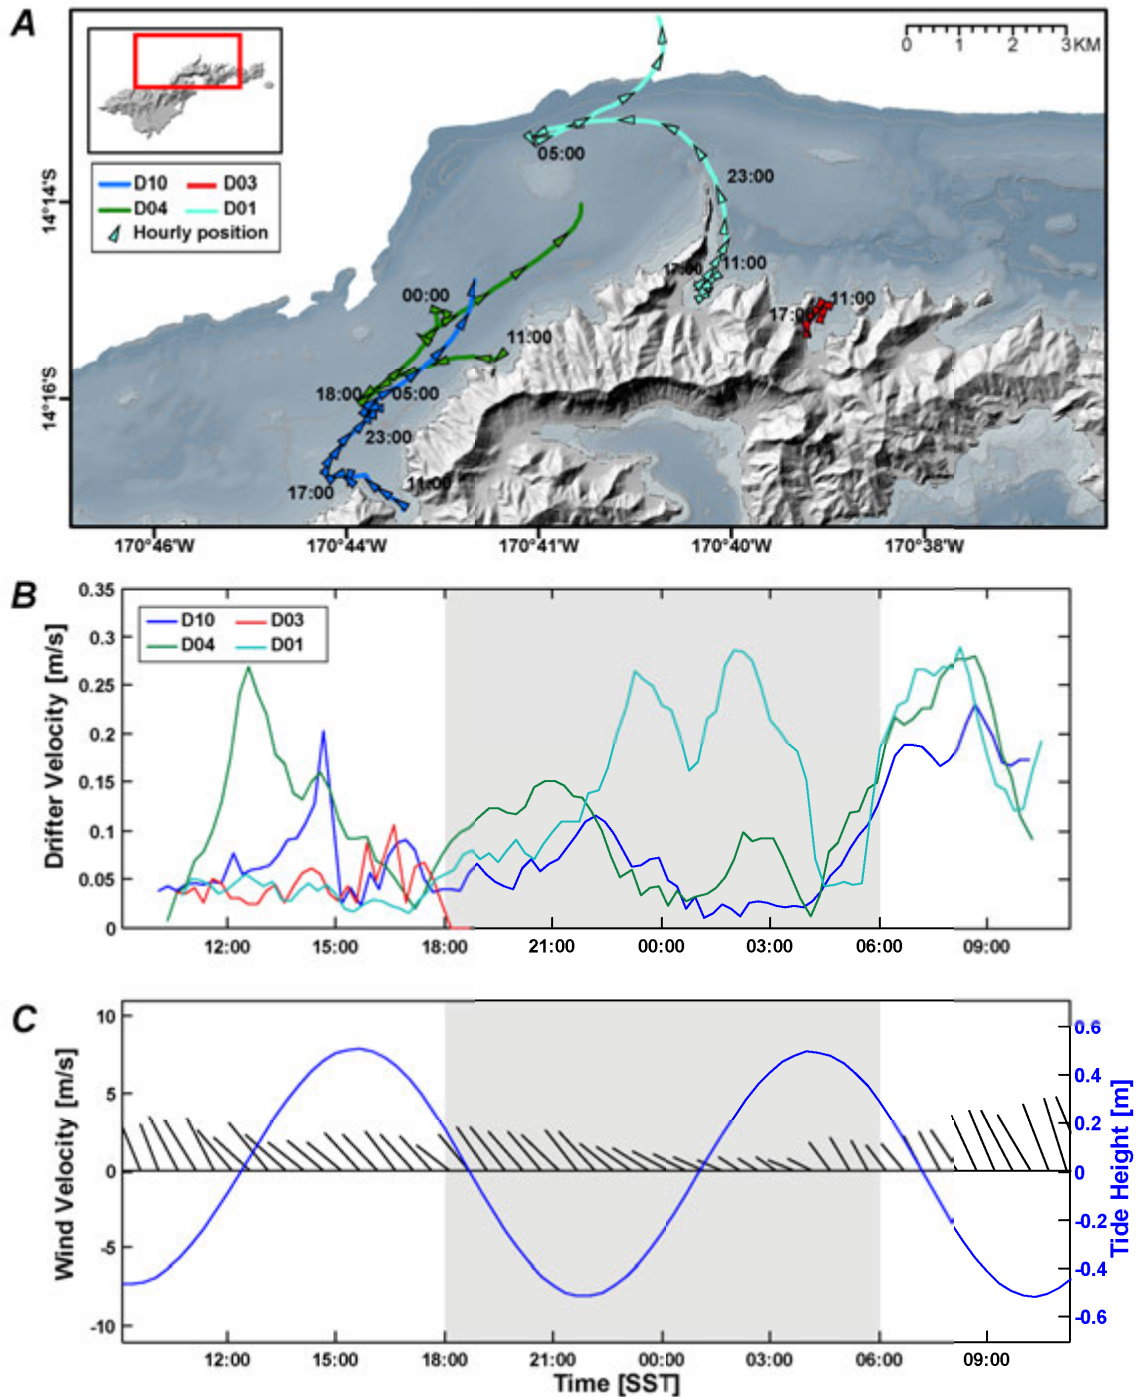 A
0 1 2 3KM
D10 D03
D04 D01
Hourly position
14°14'S
14°16'S
05:00
23:00
17:00 11:00
00:00
11:00
17:00
11:00
18:00 05:00
23:00
17:00 11:00
170°46'W 170°44'W 170°41'W 170°40'W 170°38'W
B
Drifter Velocity [m/s]
0.35
0.3
0.25
0.2
0.15
0.1
0.05
0
D10 D03
D04 D01
12:00 15:00 18:00 21:00 00:00 03:00 06:00 09:00
C
Wind Velocity [m/s]
10
5
0
-5
-10
0.6
0.4
0.2
0
-0.2
-0.4
-0.6
Tide Height [m]
12:00 15:00 18:00 21:00 00:00 03:00 06:00 09:00
Time [SST]